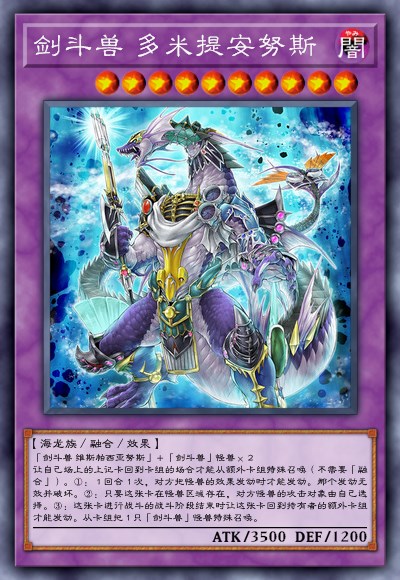 剑斗兽 多米提安努斯
やみ
闇
【海龙族／融合／效果】
「剑斗兽 维斯帕西亚努斯」+「剑斗兽」怪兽×2
让自己场上的上记卡回到卡组的场合才能从额外卡组特殊召唤(不需要「融
合」)。①：1回合1次，对方把怪兽的效果发动时才能发动。那个发动无
效并破坏。②：只要这张卡在怪兽区域存在，对方怪兽的攻击对象由自己选
择。③：这张卡进行战斗的战斗阶段结束时让这张卡回到持有者的额外卡组
才能发动。从卡组把1只「剑斗兽」怪兽特殊召唤。
ATK/3500 DEF/1200